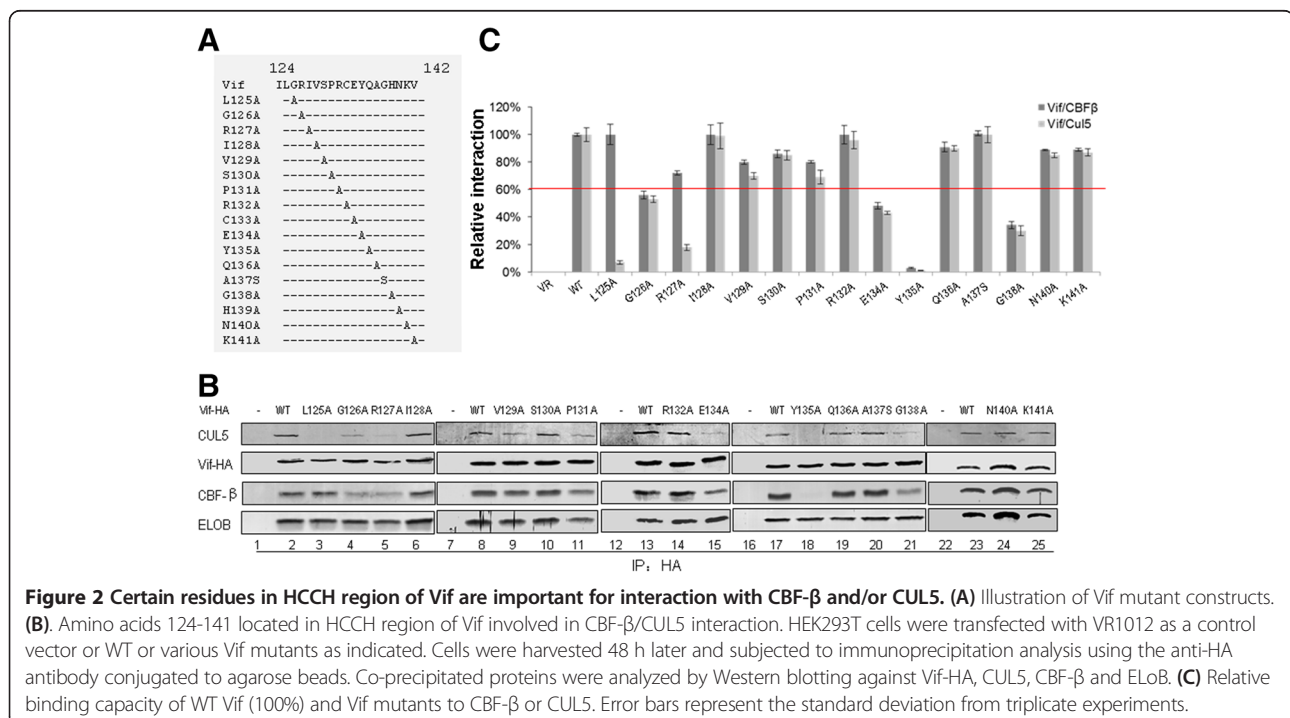 A
124 142
Vif ILGRIVSPRCEYQAGHNKV
L125A --A-----------------
G126A ---A---------------
R127A ----A--------------
I128A -----A-------------
V129A ------A------------
S130A -------A-----------
P131A --------A----------
R132A ---------A---------
C133A ----------A--------
E134A -----------A-------
Y135A ------------A------
Q136A -------------A-----
A137S --------------S----
G138A ---------------A---
H139A ----------------A--
N140A -----------------A-
K141A ------------------A-
C
Relative interaction
120%
100%
80%
60%
40%
20%
0%
Vif/CBFβ
Vif/Cul5
VR WT L125A G126A R127A I128A V129A S130A P131A R132A E134A Y135A Q136A A137S G138A N140A K141A
B
Vif-HA - WT L125A G126A R127A I128A - WT V129A S130A P131A - WT R132A E134A - WT Y135A Q136A A137S G138A - WT N140A K141A
CUL5
Vif-HA
CBF-β
ELOB
1 2 3 4 5 6 7 8 9 10 11 12 13 14 15 16 17 18 19 20 21 22 23 24 25
IP: HA
Figure 2 Certain residues in HCCH region of Vif are important for interaction with CBF-β and/or CUL5. (A) Illustration of Vif mutant constructs.
(B). Amino acids 124-141 located in HCCH region of Vif involved in CBF-β/CUL5 interaction. HEK293T cells were transfected with VR1012 as a control
vector or WT or various Vif mutants as indicated. Cells were harvested 48 h later and subjected to immunoprecipitation analysis using the anti-HA
antibody conjugated to agarose beads. Co-precipitated proteins were analyzed by Western blotting against Vif-HA, CUL5, CBF-β and ELoB. (C) Relative
binding capacity of WT Vif (100%) and Vif mutants to CBF-β or CUL5. Error bars represent the standard deviation from triplicate experiments.